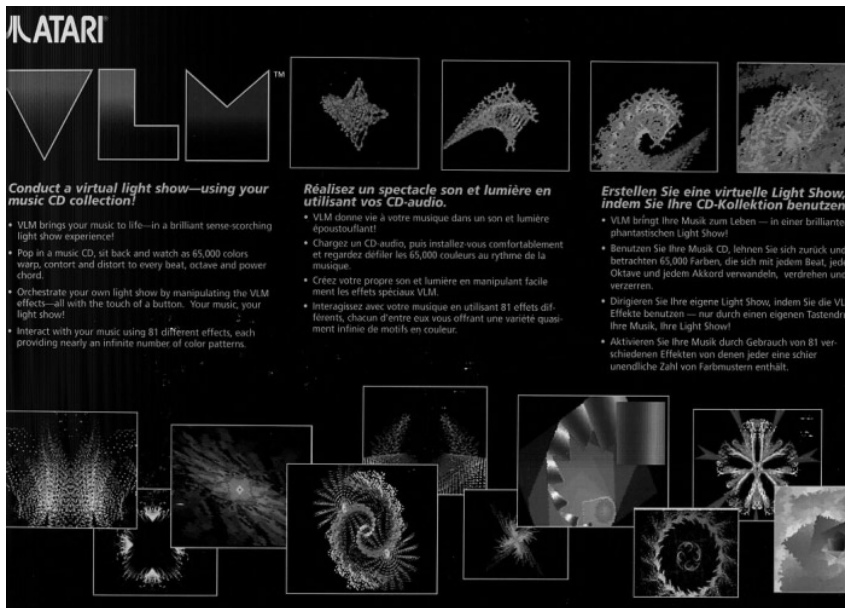 ATARI
VLM™
Conduct a virtual light show—using your
music CD collection!
• VLM brings your music to life—in a brilliant sense-scorching
light show experience!
• Pop in a music CD, sit back and watch as 65,000 colors
warp, contort and distort to every beat, octave and power
chord.
• Orchestrate your own light show by manipulating the VLM
effects—all with the touch of a button. Your music, your
light show!
• Interact with your music using 81 different effects, each
providing nearly an infinite number of color patterns.
Réalisez un spectacle son et lumière en
utilisant vos CD-audio.
• VLM donne vie à votre musique dans un son et lumière
époustouflant!
• Chargez un CD-audio, puis installez-vous comfortablement
et regardez défiler les 65,000 couleurs au rythme de la
musique.
• Créez votre propre son et lumière en manipulant facile
ment les effets spéciaux VLM.
• Interagissez avec votre musique en utilisant 81 effets dif-
férents, chacun d'entre eux vous offrant une variété quasi-
ment infinie de motifs en couleur.
Erstellen Sie eine virtuelle Light Show,
indem Sie Ihre CD-Kollektion benutzen
• VLM bringt Ihre Musik zum Leben — in einer brillante
phantastischen Light Show!
• Benutzen Sie Ihre Musik CD, lehnen Sie sich zurück und
betrachten 65,000 Farben, die sich mit jedem Beat, jede
Oktave und jedem Akkord verwandeln, verdrehen und
verzerren.
• Dirigieren Sie Ihre eigene Light Show, indem Sie die VL
Effekte benutzen — nur durch einen eigenen Tastendru
Ihre Musik, Ihre Light Show!
• Aktivieren Sie Ihre Musik durch Gebrauch von 81 ver-
schiedenen Effekten von denen jeder eine schier
unendliche Zahl von Farbmustern enthält.